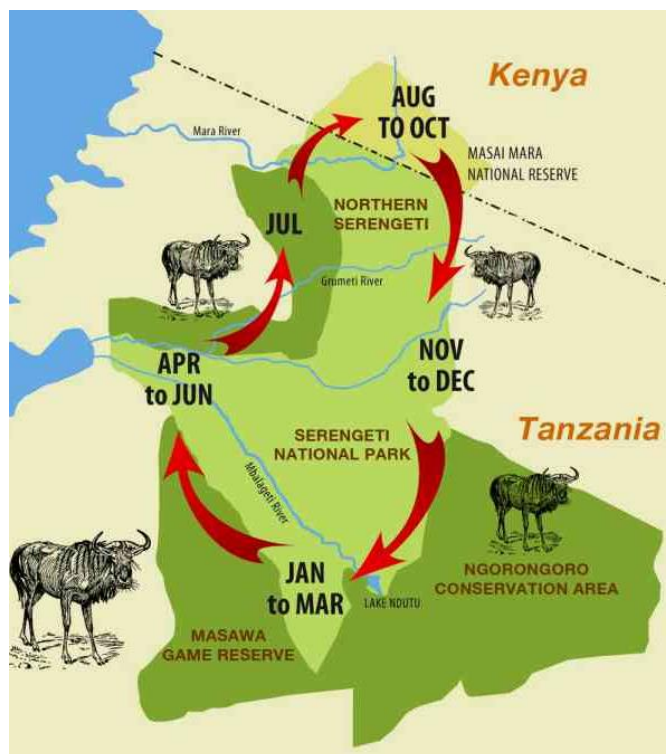 Kenya
AUG
TO OCT
Mara River
MASAI MARA
NATIONAL RESERVE
JUL
NORTHERN
SERENGETI
Grumeti River
APR
to JUN
NOV
to DEC
SERENGETI
NATIONAL PARK
Tanzania
Mbalageti River
JAN
to MAR
LAKE NDUTU
NGORONGORO
CONSERVATION AREA
MASAWA
GAME RESERVE